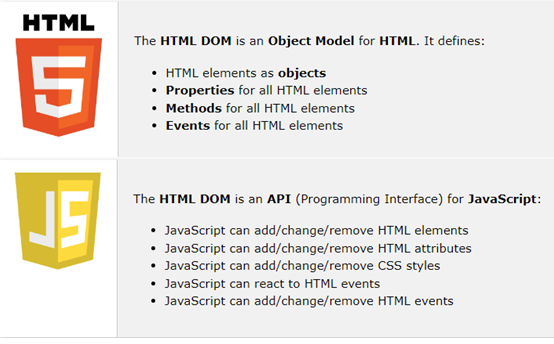 HTML
5
The HTML DOM is an Object Model for HTML. It defines:
• HTML elements as objects
• Properties for all HTML elements
• Methods for all HTML elements
• Events for all HTML elements
JS
The HTML DOM is an API (Programming Interface) for JavaScript:
• JavaScript can add/change/remove HTML elements
• JavaScript can add/change/remove HTML attributes
• JavaScript can add/change/remove CSS styles
• JavaScript can react to HTML events
• JavaScript can add/change/remove HTML events